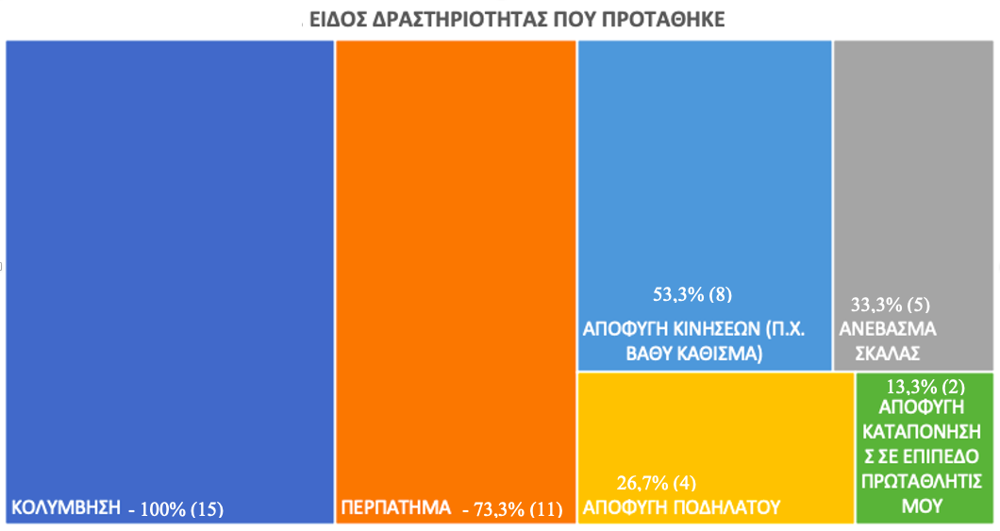 . ΕΙΔΟΣ ΔΡΑΣΤΗΡΙΟΤΗΤΑΣ ΠΟΥ ΠΡΟΤΑΘΗΚΕ
ΚΟΛΥΜΒΗΣΗ - 100% (15)
ΠΕΡΠΑΤΗΜΑ - 73,3% (11)
53,3% (8)
ΑΠΟΦΥΓΗ ΚΙΝΗΣΕΩΝ (Π.Χ.
ΒΑΘΥ ΚΑΘΙΣΜΑ)
33,3% (5)
ΑΝΕΒΑΣΜΑ
ΣΚΑΛΑΣ
26,7% (4)
ΑΠΟΦΥΓΗ ΠΟΔΗΛΑΤΟΥ
13,3% (2)
ΑΠΟΦΥΓΗ
ΚΑΤΑΠΟΝΗΣΗ
Σ ΣΕ ΕΠΙΠΕΔΟ
ΠΡΩΤΑΘΛΗΤΙΣ
ΜΟΥ